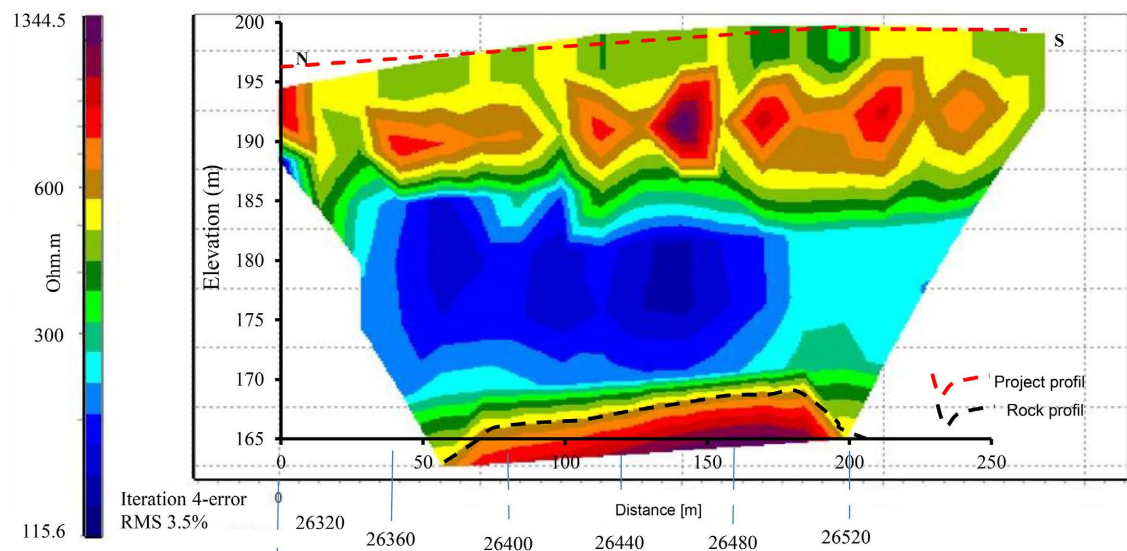 1344.5
600
Ohm.m
300
115.6
Iteration 4-error
RMS 3.5%
Elevation (m)
200
195
190
185
180
175
170
165
N
S
Project profil
Rock profil
0 50 100 150 200 250
0
Distance [m]
26320
26360 26400 26440 26480 26520